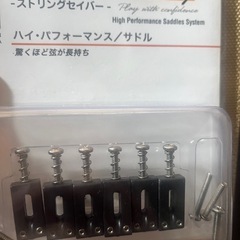 -ストリングセイバー-
Play with confidence
High Performance Saddles System
ハイ・パフォーマンス／サドル
驚くほど弦が長持ち